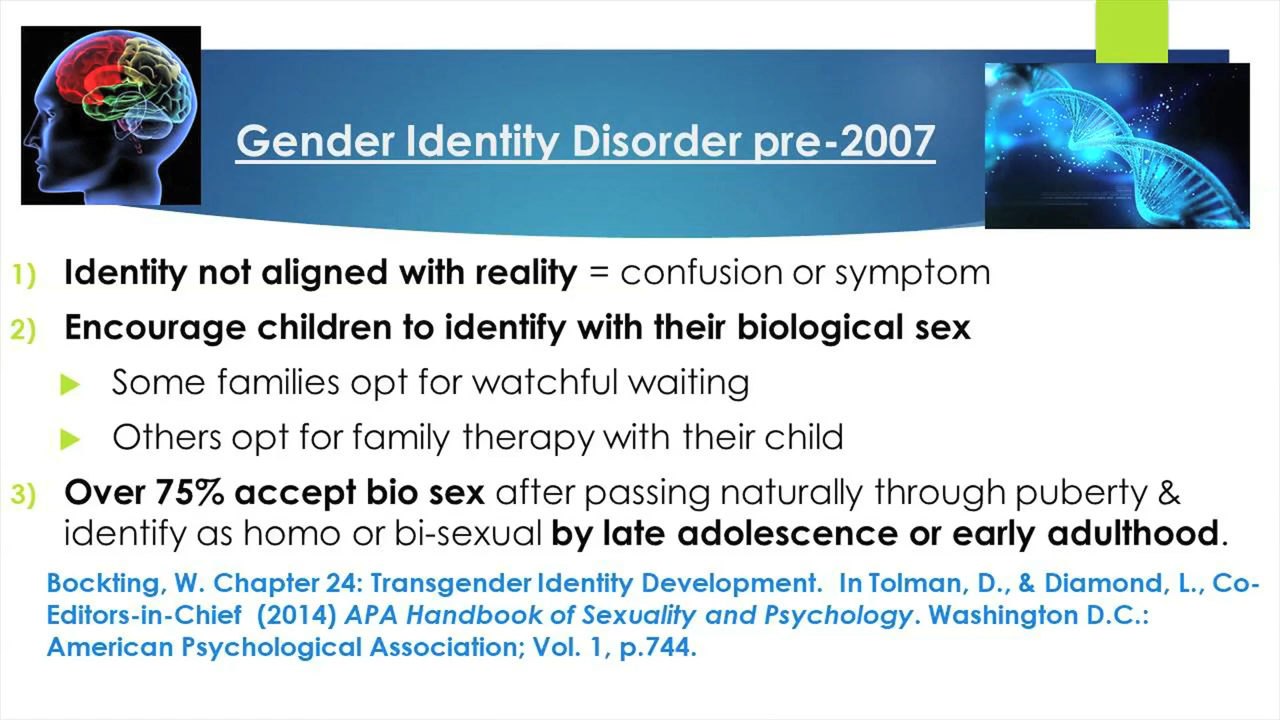 Gender Identity Disorder pre-2007
1) Identity not aligned with reality = confusion or symptom
2) Encourage children to identify with their biological sex
▶ Some families opt for watchful waiting
▶ Others opt for family therapy with their child
3) Over 75% accept bio sex after passing naturally through puberty &
identify as homo or bi-sexual by late adolescence or early adulthood.
Bockting, W. Chapter 24: Transgender Identity Development. In Tolman, D., & Diamond, L., Co-
Editors-in-Chief (2014) APA Handbook of Sexuality and Psychology. Washington D.C.:
American Psychological Association; Vol. 1, p.744.